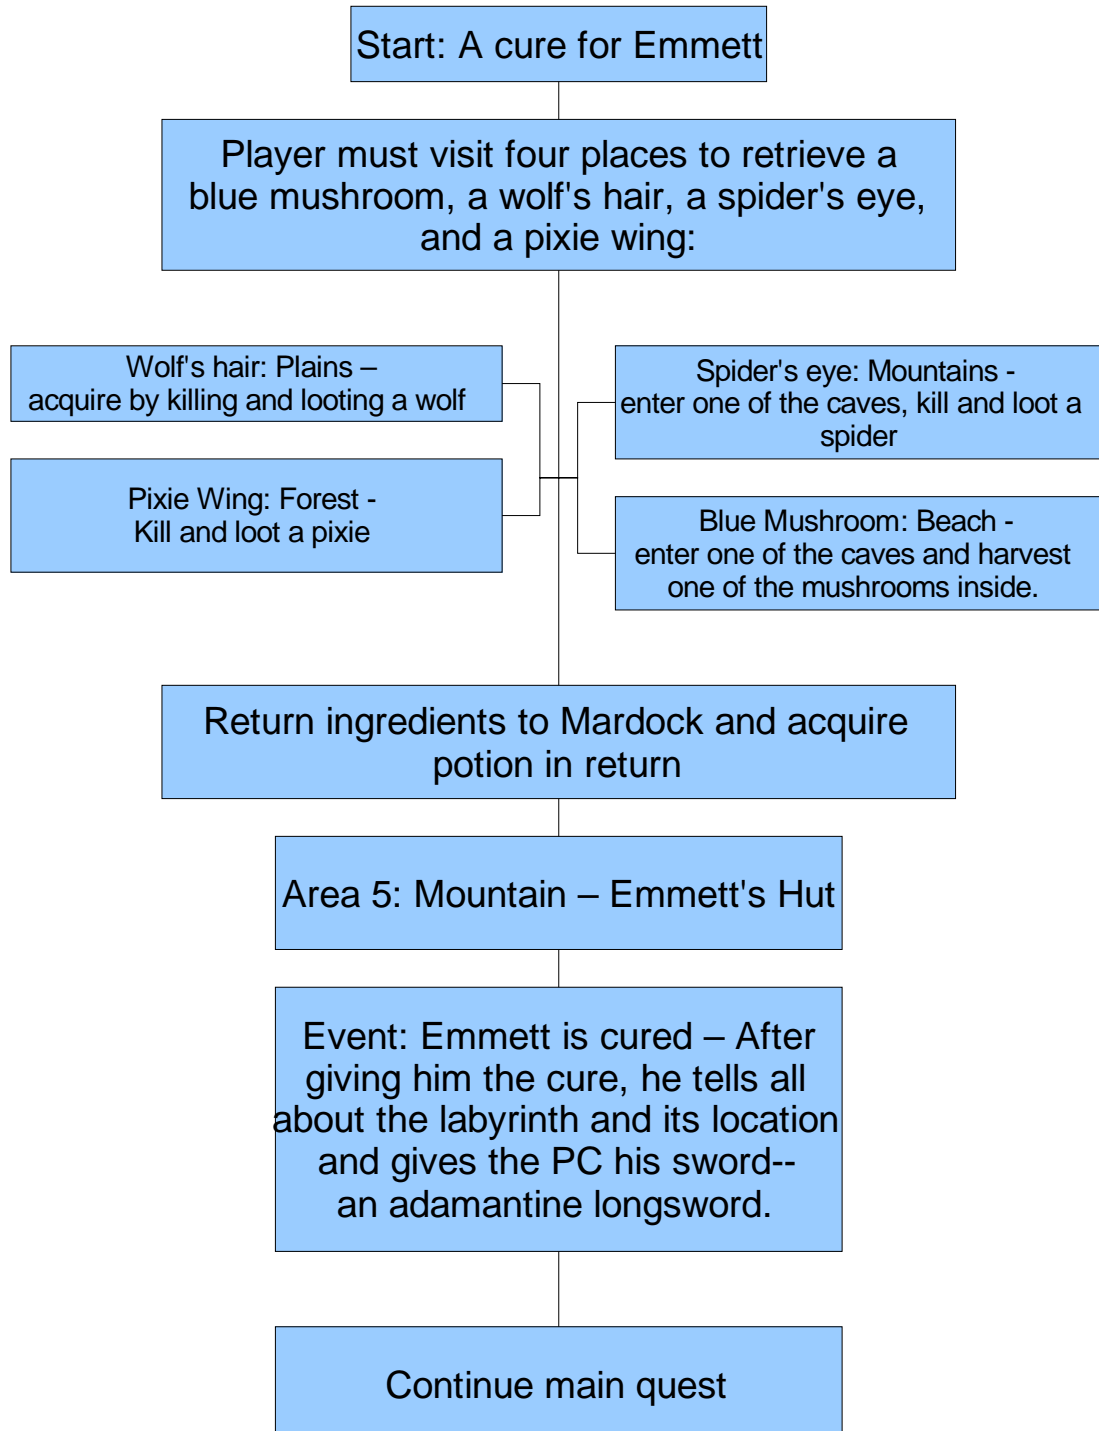 Start: A cure for Emmett
Player must visit four places to retrieve a
blue mushroom, a wolf's hair, a spider's eye,
and a pixie wing:
Wolf's hair: Plains –
acquire by killing and looting a wolf
Spider's eye: Mountains -
enter one of the caves, kill and loot a
spider
Pixie Wing: Forest -
Kill and loot a pixie
Blue Mushroom: Beach -
enter one of the caves and harvest
one of the mushrooms inside.
Return ingredients to Mardock and acquire
potion in return
Area 5: Mountain – Emmett's Hut
Event: Emmett is cured – After
giving him the cure, he tells all
about the labyrinth and its location
and gives the PC his sword--
an adamantine longsword.
Continue main quest